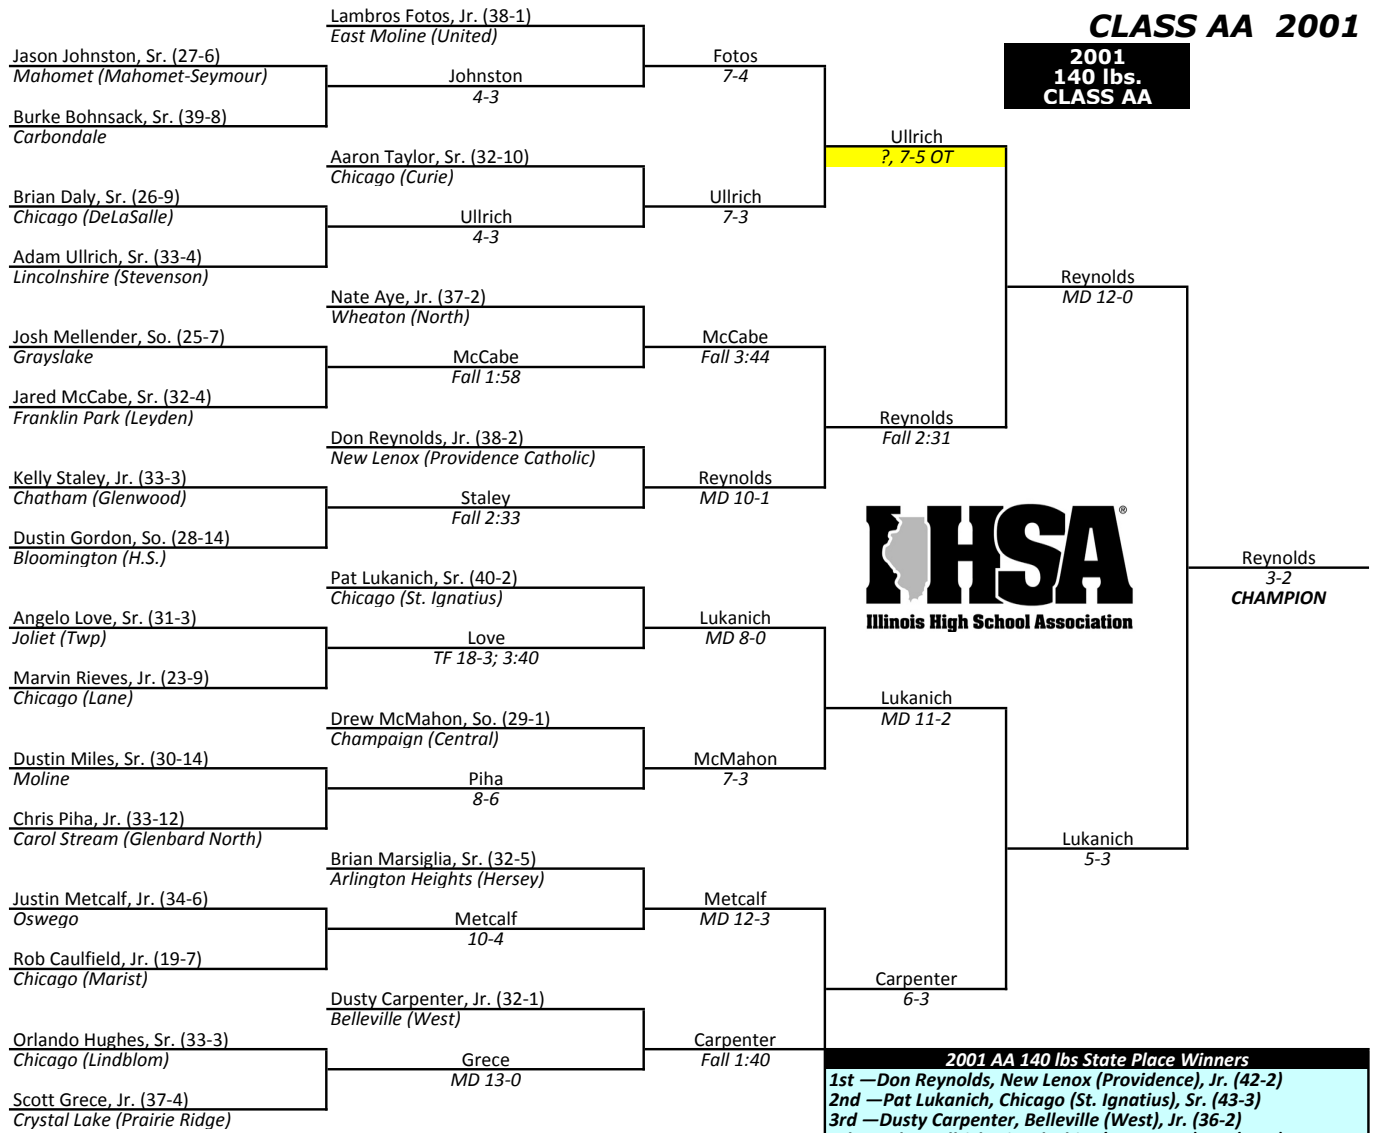 CLASS AA 2001
2001
140 lbs.
CLASS AA
Lambros Fotos, Jr. (38-1)
East Moline (United)
Jason Johnston, Sr. (27-6)
Mahomet (Mahomet-Seymour)
Johnston
4-3
Burke Bohnsack, Sr. (39-8)
Carbondale
Fotos
7-4
Aaron Taylor, Sr. (32-10)
Chicago (Curie)
Brian Daly, Sr. (26-9)
Chicago (DeLaSalle)
Ullrich
4-3
Adam Ullrich, Sr. (33-4)
Lincolnshire (Stevenson)
Ullrich
7-3
Ullrich
?, 7-5 OT
Nate Aye, Jr. (37-2)
Wheaton (North)
Josh Mellender, So. (25-7)
Grayslake
McCabe
Fall 1:58
Jared McCabe, Sr. (32-4)
Franklin Park (Leyden)
McCabe
Fall 3:44
Don Reynolds, Jr. (38-2)
New Lenox (Providence Catholic)
Kelly Staley, Jr. (33-3)
Chatham (Glenwood)
Staley
Fall 2:33
Dustin Gordon, So. (28-14)
Bloomington (H.S.)
Reynolds
MD 10-1
Reynolds
Fall 2:31
Reynolds
MD 12-0
Pat Lukanich, Sr. (40-2)
Chicago (St. Ignatius)
Angelo Love, Sr. (31-3)
Joliet (Twp)
Love
TF 18-3; 3:40
Marvin Rieves, Jr. (23-9)
Chicago (Lane)
Lukanich
MD 8-0
Drew McMahon, So. (29-1)
Champaign (Central)
Dustin Miles, Sr. (30-14)
Moline
Piha
8-6
Chris Piha, Jr. (33-12)
Carol Stream (Glenbard North)
McMahon
7-3
Lukanich
MD 11-2
Brian Marsiglia, Sr. (32-5)
Arlington Heights (Hersey)
Justin Metcalf, Jr. (34-6)
Oswego
Metcalf
10-4
Rob Caulfield, Jr. (19-7)
Chicago (Marist)
Metcalf
MD 12-3
Dusty Carpenter, Jr. (32-1)
Belleville (West)
Orlando Hughes, Sr. (33-3)
Chicago (Lindblom)
Grece
MD 13-0
Scott Grece, Jr. (37-4)
Crystal Lake (Prairie Ridge)
Carpenter
Fall 1:40
Carpenter
6-3
Lukanich
5-3
Reynolds
3-2
CHAMPION
IHSA®
Illinois High School Association
2001 AA 140 lbs State Place Winners
1st —Don Reynolds, New Lenox (Providence), Jr. (42-2)
2nd —Pat Lukanich, Chicago (St. Ignatius), Sr. (43-3)
3rd —Dusty Carpenter, Belleville (West), Jr. (36-2)